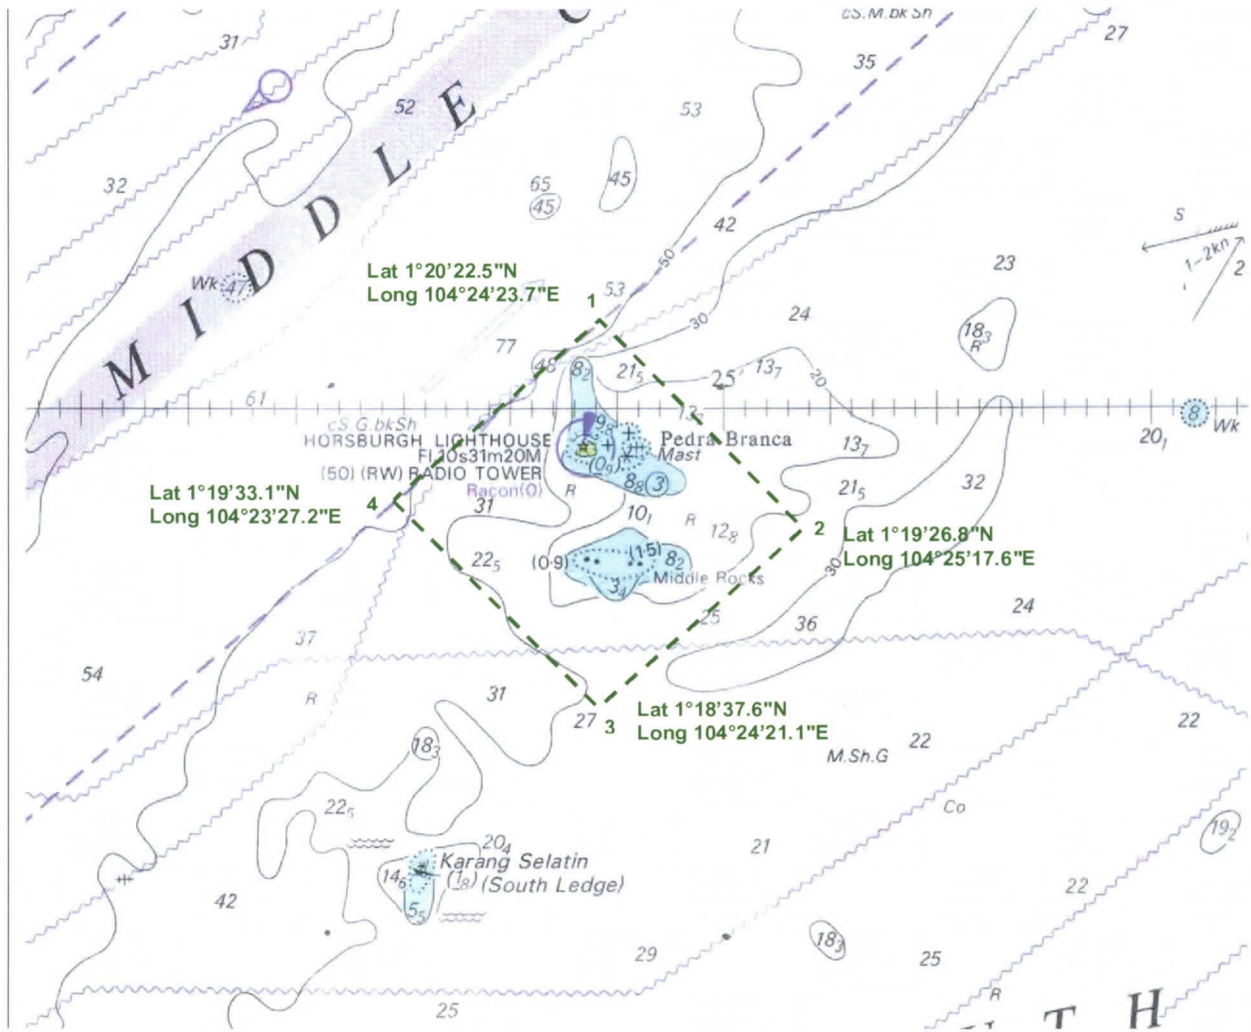 cS.M.bkSh
31
35
27
52
53
MIDDLE
C
32
65
45
45
42
S
1-2kn
2
50
Wk
47
Lat 1°20'22.5"N
Long 104°24'23.7"E
1
53
23
30
24
18₃
R
77
48
8₂
21₅
25
13₇
20
61
cS.G.bkSh
HORSBURGH LIGHTHOUSE
Fl 10s31m20M
(50) (RW) RADIO TOWER
Racon(O)
Pedra Branca
Mast
(0₉)
8₈
3
13₇
8
Wk
20₁
Lat 1°19'33.1"N
Long 104°23'27.2"E
4
31
R
10₁
R
12₈
21₅
32
2
Lat 1°19'26.8"N
Long 104°25'17.6"E
22₅
(0·9)
(1·5)
8₂
Middle Rocks
3₄
30
25
36
24
37
54
R
31
27
3
Lat 1°18'37.6"N
Long 104°24'21.1"E
22
22
M.Sh.G
18₃
22₅
Co
19₂
20₄
Karang Selatin
(South Ledge)
14₆
(1₈)
5₅
21
22
42
18₃
29
25
R
25
T H